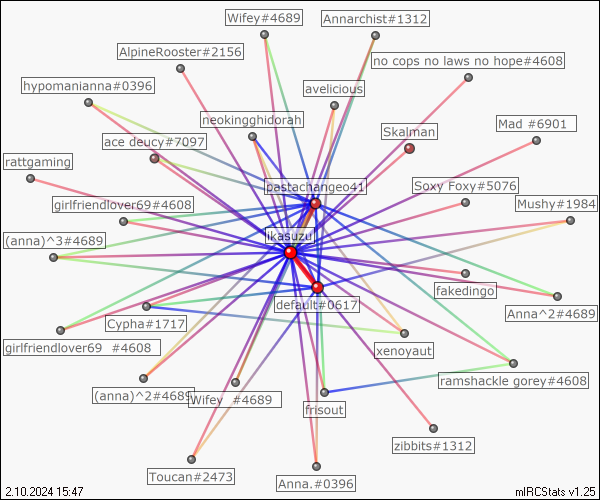 Wifey#4689
Annarchist#1312
AlpineRooster#2156
no cops no laws no hope#4608
hypomanianna#0396
avelicious
neokingghidorah
Mad #6901
ace deucy#7097
Skalman
rattgaming
pastachangeo41
Soxy Foxy#5076
girlfriendlover69#4608
Mushy#1984
(anna)^3#4689
ikasuzu
fakedingo
default#0617
Anna^2#4689
Cypha#1717
girlfriendlover69 #4608
xenoyaut
ramshackle gorey#4608
(anna)^2#4689
Wifey #4689
frisout
zibbits#1312
Toucan#2473
Anna.#0396
2.10.2024 15:47
mIRCStats v1.25